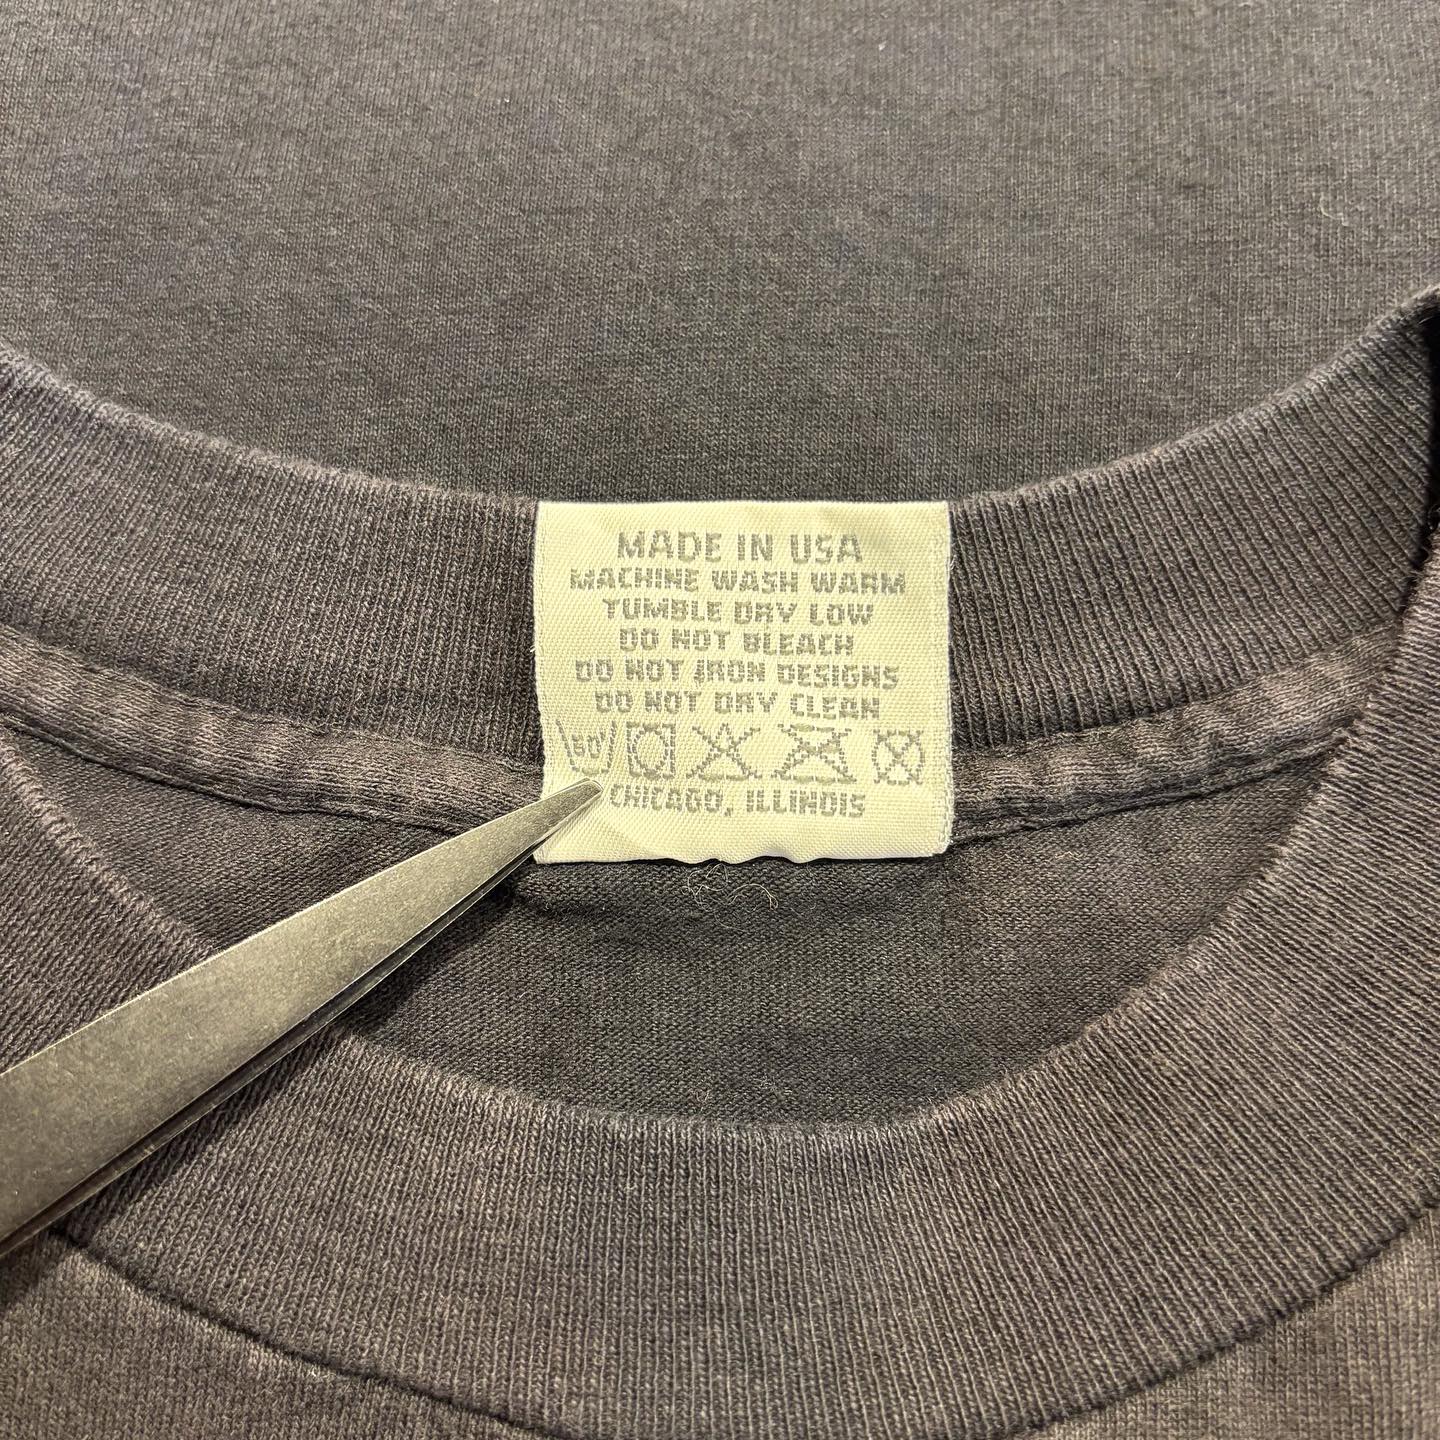 MADE IN USA
MACHINE WASH WARM
TUMBLE DRY LOW
DO NOT BLEACH
DO NOT IRON DESIGNS
DO NOT DRY CLEAN
CHICAGO, ILLINOIS